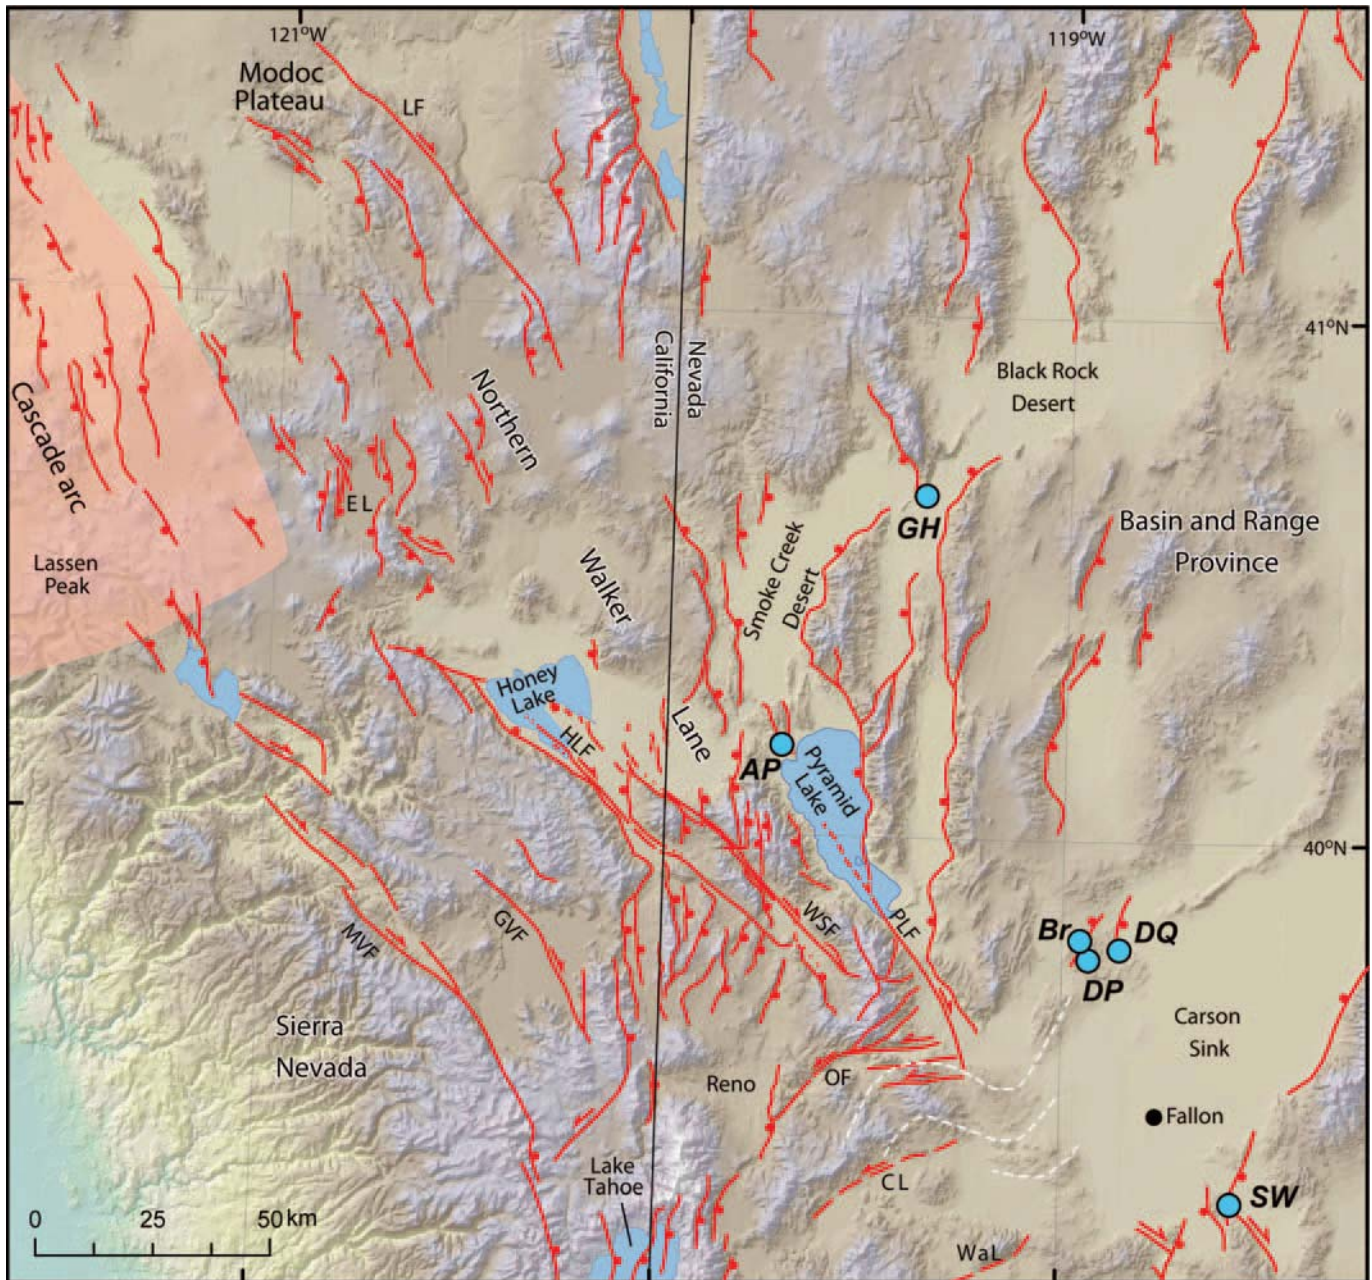 121°W
119°W
Modoc
Plateau
LF
41°N
California
Nevada
Black Rock
Desert
Northern
Cascade arc
EL
GH
Basin and Range
Province
Lassen
Peak
Smoke Creek
Desert
Walker
Honey
Lake
HLF
Lane
AP
Pyramid
Lake
40°N
MVF
GVF
WSF
PLF
Br
DQ
DP
Sierra
Nevada
Carson
Sink
Reno
OF
Fallon
Lake
Tahoe
CL
SW
WaL
0 25 50 km